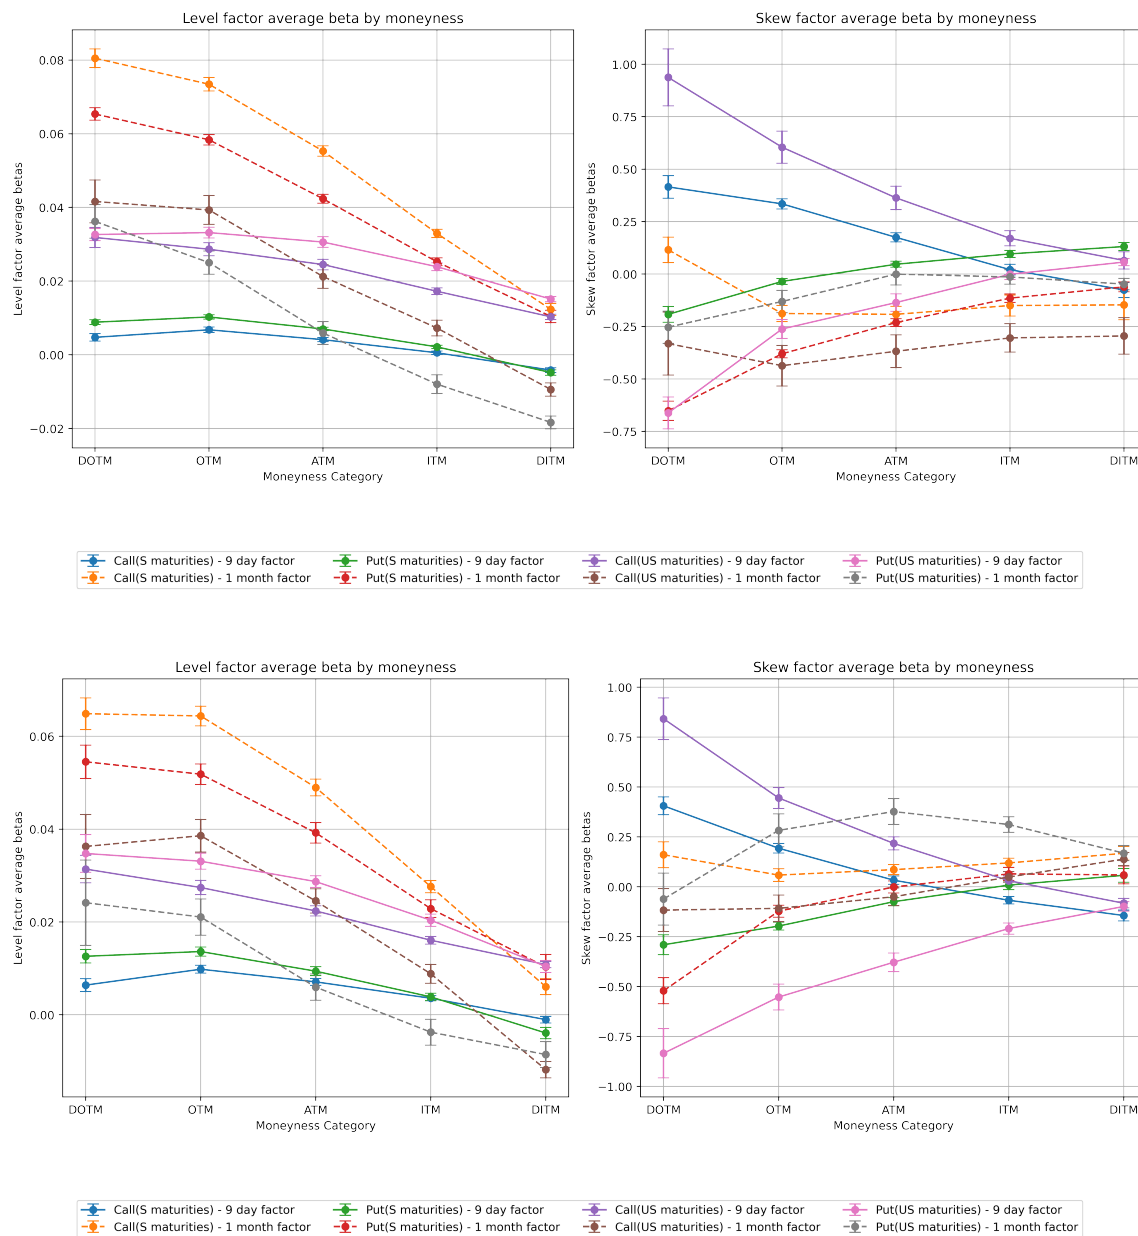 Level factor average beta by moneyness
Level factor average betas
0.08
0.06
0.04
0.02
0.00
−0.02
DOTM OTM ATM ITM DITM
Moneyness Category
Skew factor average beta by moneyness
Skew factor average betas
1.00
0.75
0.50
0.25
0.00
−0.25
−0.50
−0.75
DOTM OTM ATM ITM DITM
Moneyness Category
Call(S maturities) - 9 day factor Put(S maturities) - 9 day factor Call(US maturities) - 9 day factor Put(US maturities) - 9 day factor
Call(S maturities) - 1 month factor Put(S maturities) - 1 month factor Call(US maturities) - 1 month factor Put(US maturities) - 1 month factor
Level factor average beta by moneyness
Level factor average betas
0.06
0.04
0.02
0.00
DOTM OTM ATM ITM DITM
Moneyness Category
Skew factor average beta by moneyness
Skew factor average betas
1.00
0.75
0.50
0.25
0.00
−0.25
−0.50
−0.75
−1.00
DOTM OTM ATM ITM DITM
Moneyness Category
Call(S maturities) - 9 day factor Put(S maturities) - 9 day factor Call(US maturities) - 9 day factor Put(US maturities) - 9 day factor
Call(S maturities) - 1 month factor Put(S maturities) - 1 month factor Call(US maturities) - 1 month factor Put(US maturities) - 1 month factor